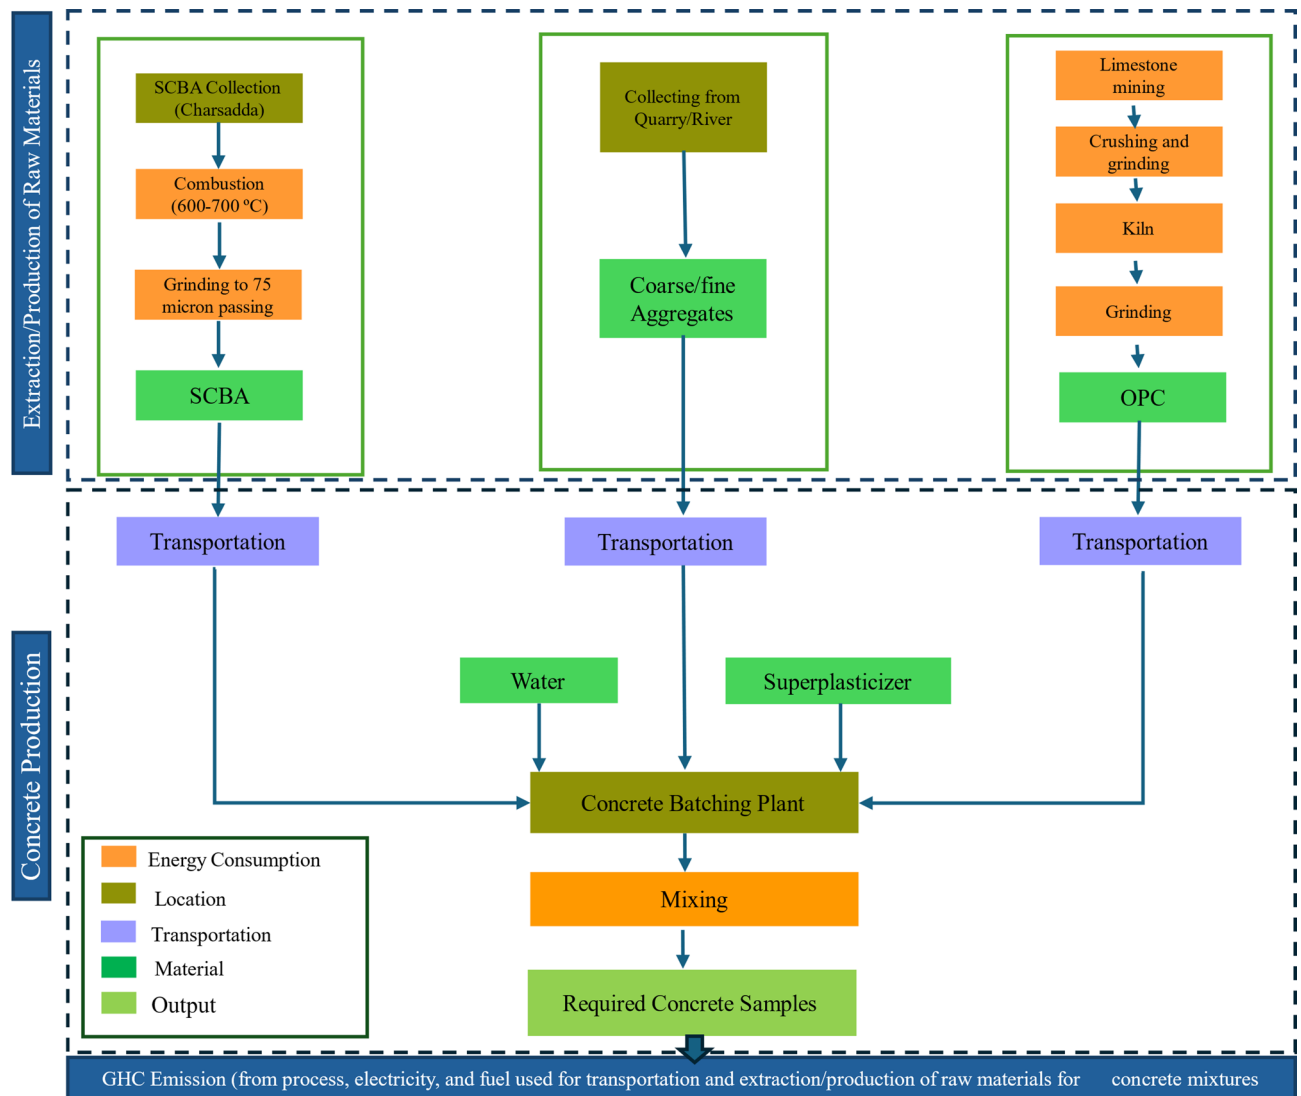 Extraction/Production of Raw Materials
SCBA Collection
(Charsadda)
Combustion
(600-700 ºC)
Grinding to 75
micron passing
SCBA
Collecting from
Quarry/River
Coarse/fine
Aggregates
Limestone
mining
Crushing and
grinding
Kiln
Grinding
OPC
Concrete Production
Transportation
Transportation
Transportation
Water
Superplasticizer
Concrete Batching Plant
Mixing
Required Concrete Samples
Energy Consumption
Location
Transportation
Material
Output
GHC Emission (from process, electricity, and fuel used for transportation and extraction/production of raw materials for concrete mixtures